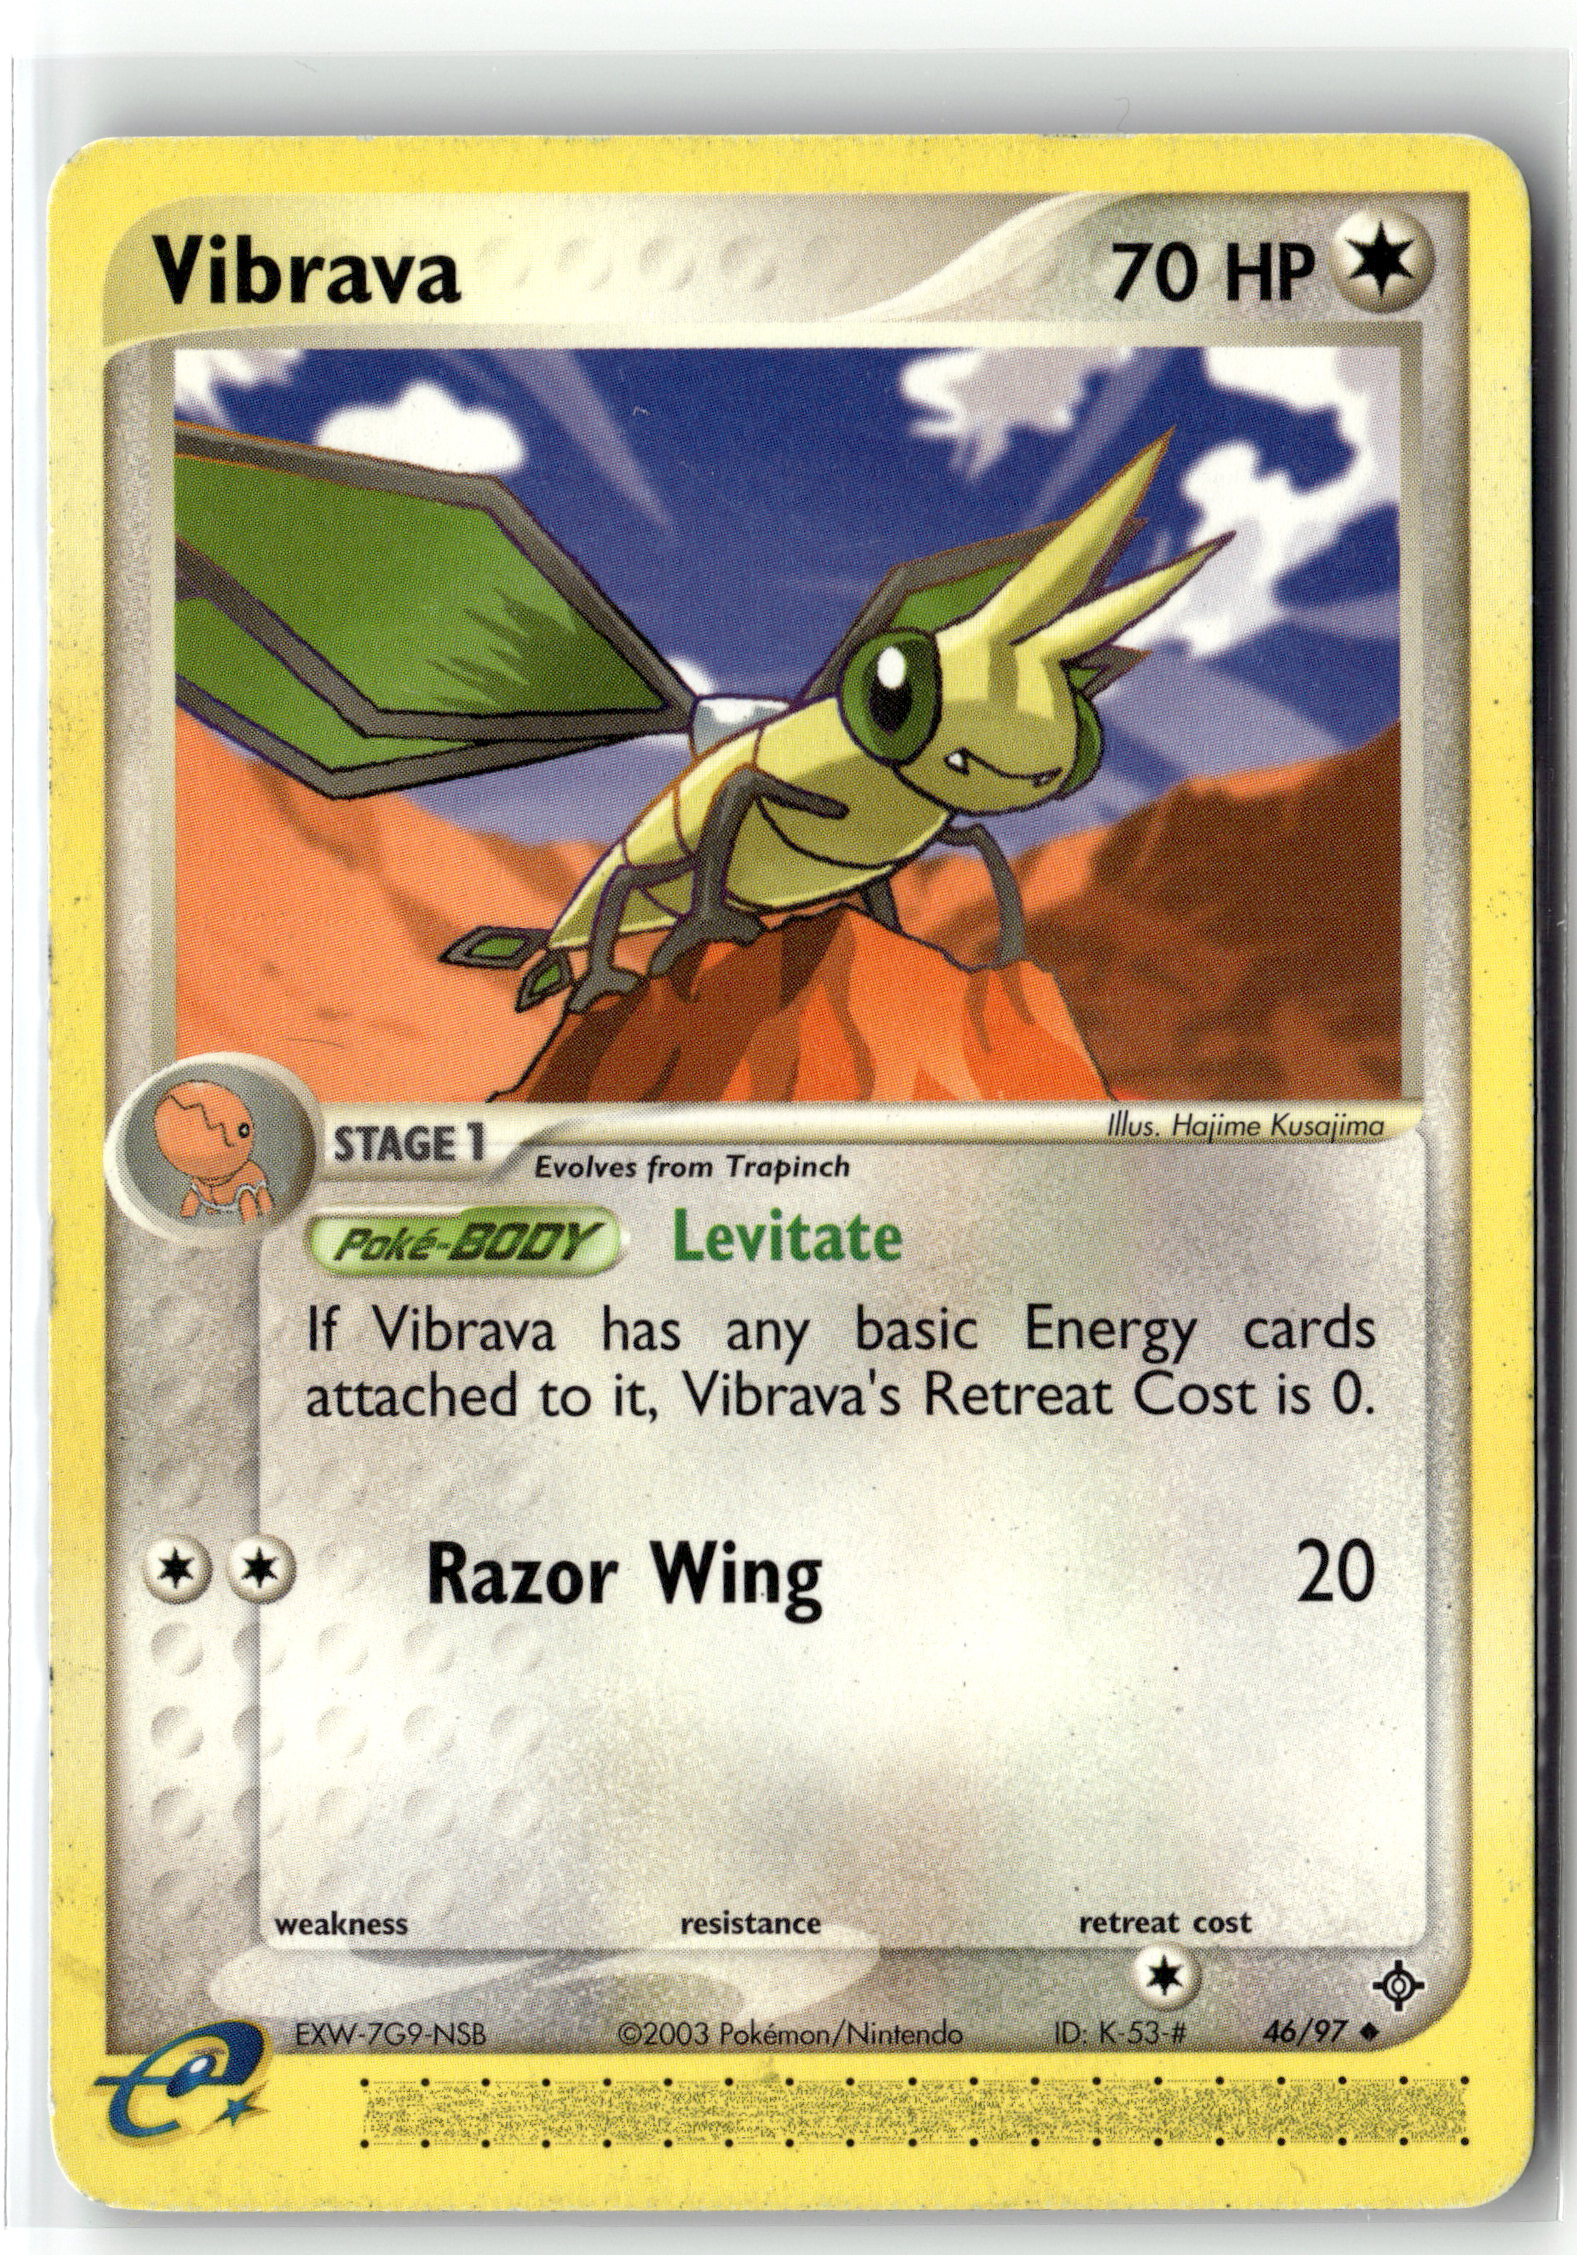 Vibrava 70 HP
Illus. Hajime Kusajima
STAGE 1
Evolves from Trapinch
Poké-BODY Levitate
If Vibrava has any basic Energy cards
attached to it, Vibrava's Retreat Cost is 0.
Razor Wing 20
weakness resistance retreat cost
EXW-7G9-NSB ©2003 Pokémon/Nintendo ID: K-53-# 46/97
e